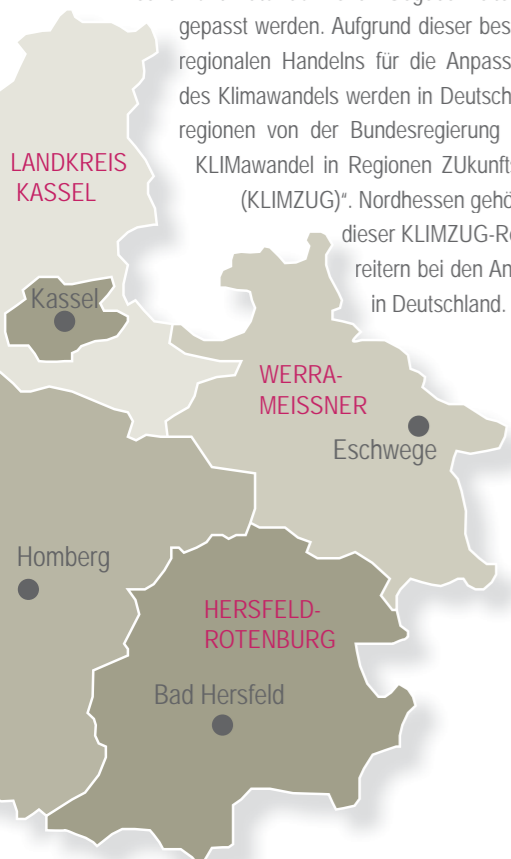 gepasst werden. Aufgrund dieser bes
regionalen Handelns für die Anpass
des Klimawandels werden in Deutsch
regionen von der Bundesregierung
KLIMawandel in Regionen ZUkunfts
(KLIMZUG)“. Nordhessen gehö
dieser KLIMZUG-Re
reitern bei den An
in Deutschland.
LANDKREIS
KASSEL
Kassel
WERRA-
MEISSNER
Eschwege
Homberg
HERSFELD-
ROTENBURG
Bad Hersfeld